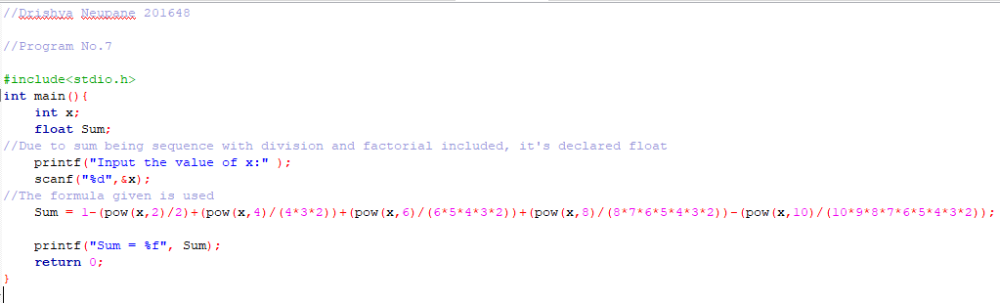 //Drishya Neupane 201648
//Program No.7
#include<stdio.h>
int main(){
int x;
float Sum;
//Due to sum being sequence with division and factorial included, it's declared float
printf("Input the value of x:" );
scanf("%d",&x);
//The formula given is used
Sum = 1-(pow(x,2)/2)+(pow(x,4)/(4*3*2))+(pow(x,6)/(6*5*4*3*2))+(pow(x,8)/(8*7*6*5*4*3*2))-(pow(x,10)/(10*9*8*7*6*5*4*3*2));
printf("Sum = %f", Sum);
return 0;
}